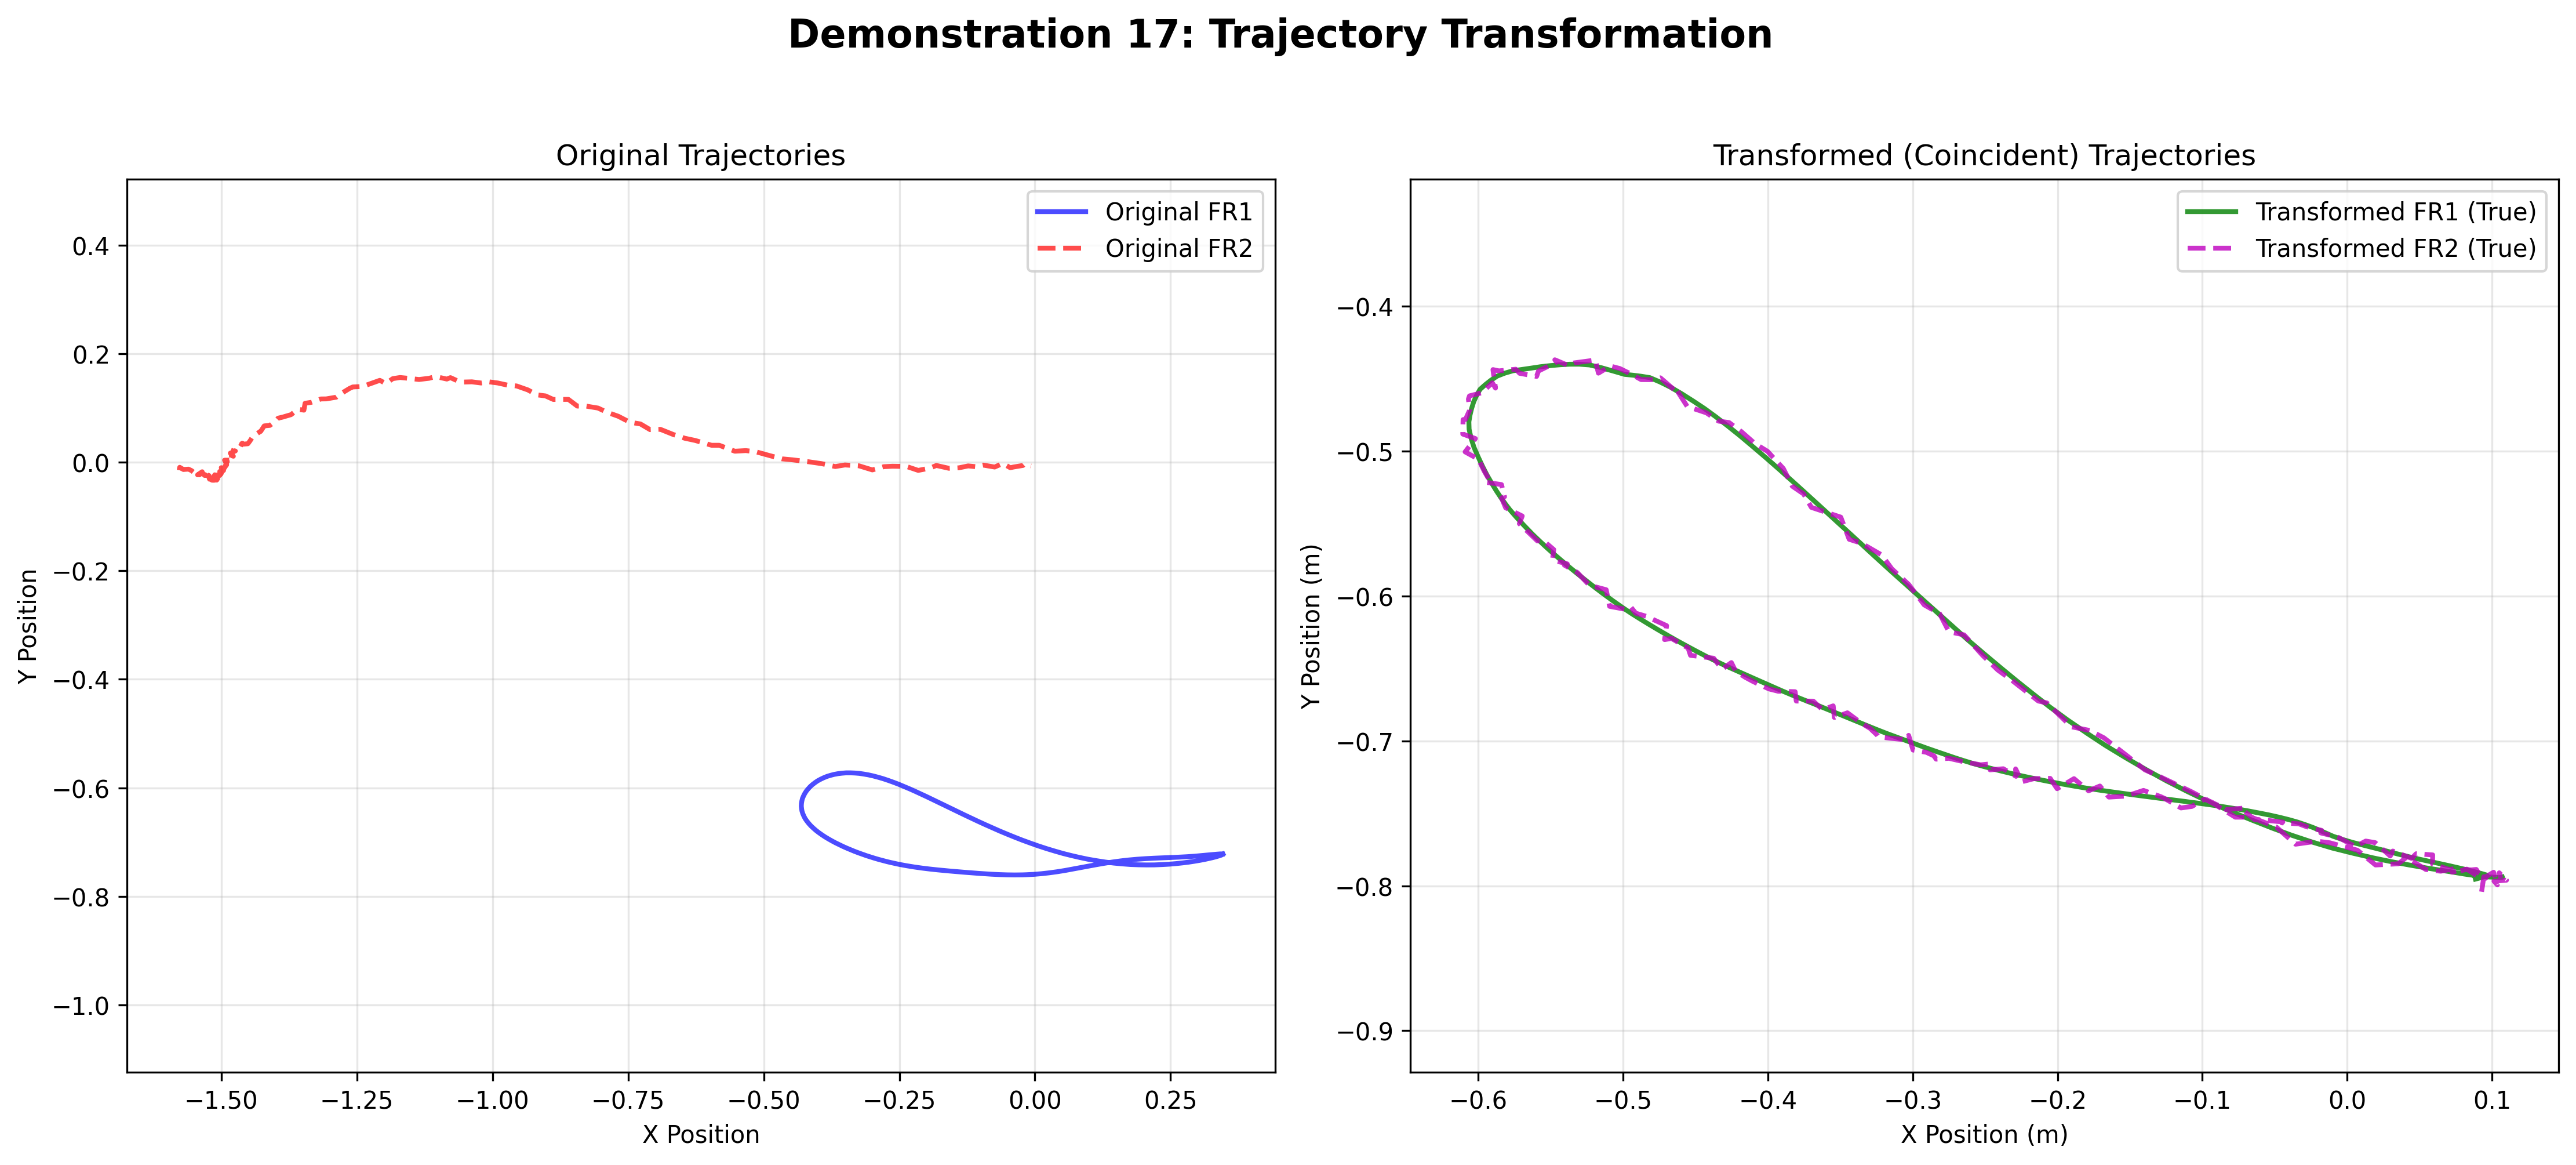 Demonstration 17: Trajectory Transformation
Original Trajectories
Original FR1
Original FR2
0.4
0.2
0.0
−0.2
−0.4
−0.6
−0.8
−1.0
Y Position
−1.50 −1.25 −1.00 −0.75 −0.50 −0.25 0.00 0.25
X Position
Transformed (Coincident) Trajectories
Transformed FR1 (True)
Transformed FR2 (True)
−0.4
−0.5
−0.6
−0.7
−0.8
−0.9
Y Position (m)
−0.6 −0.5 −0.4 −0.3 −0.2 −0.1 0.0 0.1
X Position (m)